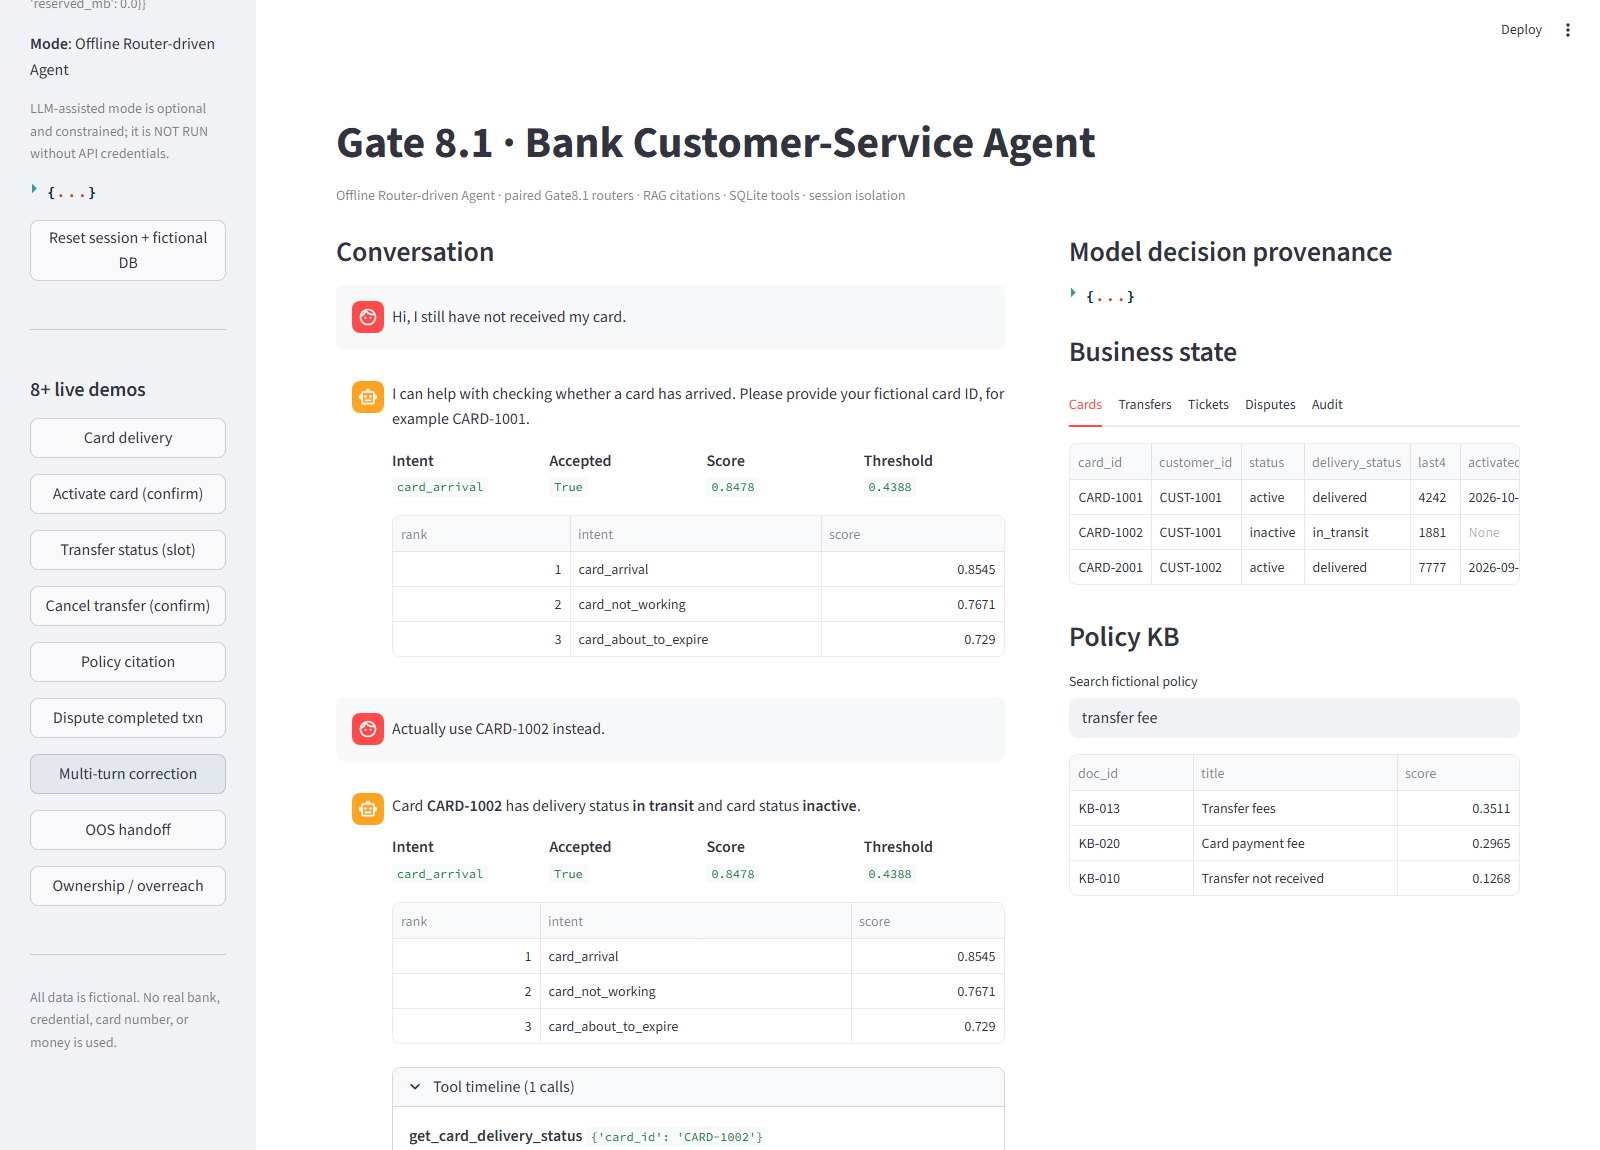 'reserved_mb': 0.0}}
Mode: Offline Router-driven
Agent
LLM-assisted mode is optional
and constrained; it is NOT RUN
without API credentials.
{...}
Reset session + fictional
DB
8+ live demos
Card delivery
Activate card (confirm)
Transfer status (slot)
Cancel transfer (confirm)
Policy citation
Dispute completed txn
Multi-turn correction
OOS handoff
Ownership / overreach
All data is fictional. No real bank,
credential, card number, or
money is used.
Deploy
Gate 8.1 · Bank Customer-Service Agent
Offline Router-driven Agent · paired Gate8.1 routers · RAG citations · SQLite tools · session isolation
Conversation
Hi, I still have not received my card.
I can help with checking whether a card has arrived. Please provide your fictional card ID, for
example CARD-1001.
Intent Accepted Score Threshold
card_arrival True 0.8478 0.4388
rank intent score
1 card_arrival 0.8545
2 card_not_working 0.7671
3 card_about_to_expire 0.729
Actually use CARD-1002 instead.
Card CARD-1002 has delivery status in transit and card status inactive.
Intent Accepted Score Threshold
card_arrival True 0.8478 0.4388
rank intent score
1 card_arrival 0.8545
2 card_not_working 0.7671
3 card_about_to_expire 0.729
Tool timeline (1 calls)
get_card_delivery_status {'card_id': 'CARD-1002'}
Model decision provenance
{...}
Business state
Cards Transfers Tickets Disputes Audit
card_id customer_id status delivery_status last4 activated
CARD-1001 CUST-1001 active delivered 4242 2026-10-
CARD-1002 CUST-1001 inactive in_transit 1881 None
CARD-2001 CUST-1002 active delivered 7777 2026-09-
Policy KB
Search fictional policy
transfer fee
doc_id title score
KB-013 Transfer fees 0.3511
KB-020 Card payment fee 0.2965
KB-010 Transfer not received 0.1268